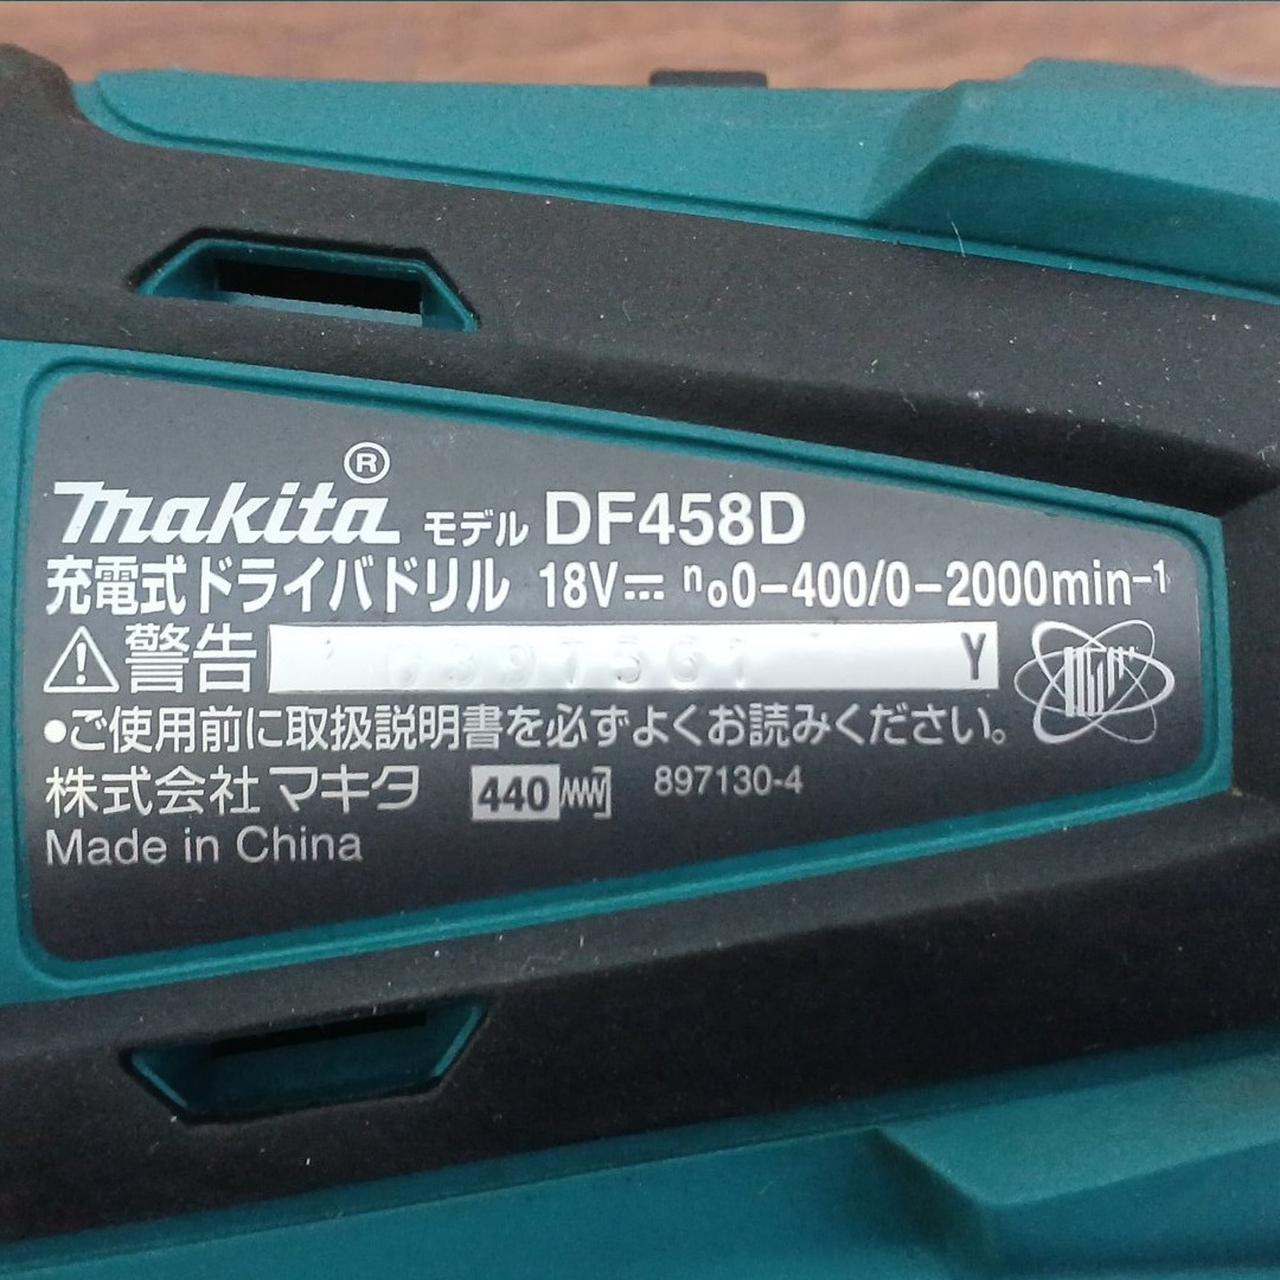 makita® モデル DF458D
充電式ドライバドリル 18V⎓ n₀0-400/0-2000min⁻¹
⚠警告 Y
●ご使用前に取扱説明書を必ずよくお読みください。
株式会社マキタ 440 897130-4
Made in China